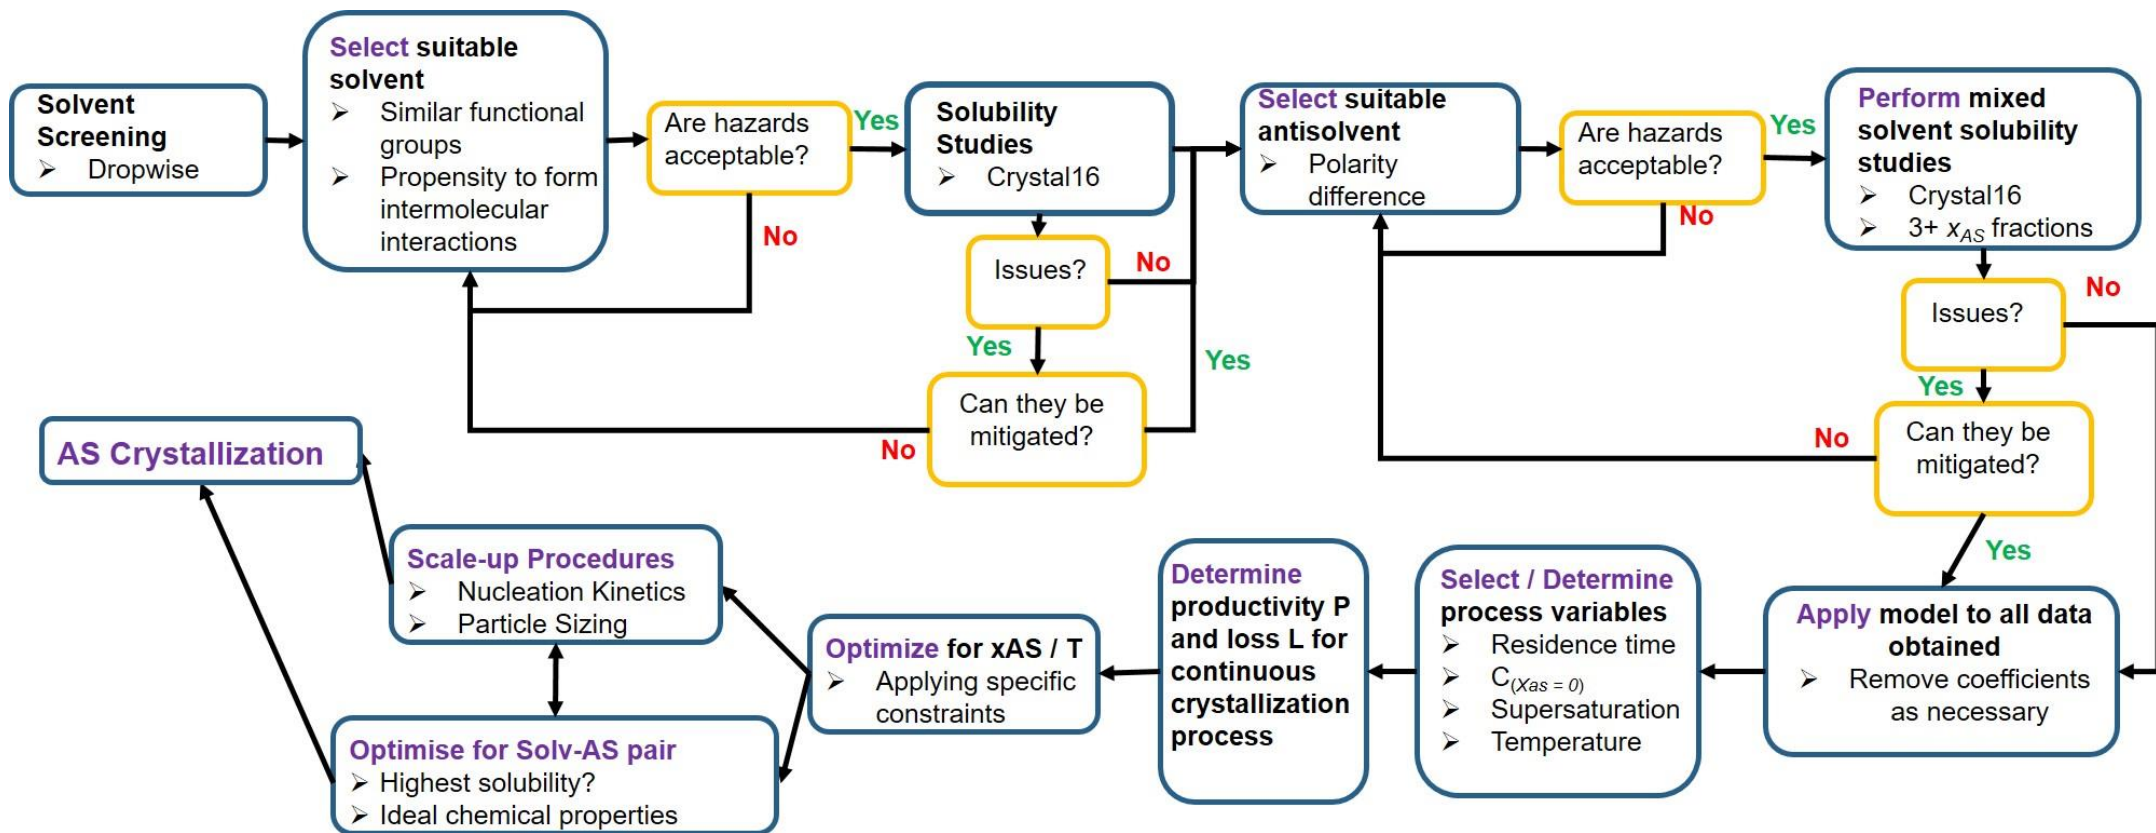 Solvent
Screening
➢ Dropwise
Select suitable
solvent
➢ Similar functional
groups
➢ Propensity to form
intermolecular
interactions
Are hazards
acceptable?
Yes
No
Solubility
Studies
➢ Crystal16
Issues?
No
Yes
Can they be
mitigated?
Yes
No
Select suitable
antisolvent
➢ Polarity
difference
Are hazards
acceptable?
Yes
No
Perform mixed
solvent solubility
studies
➢ Crystal16
➢ 3+ xAS fractions
Issues?
No
Yes
Can they be
mitigated?
No
Yes
Apply model to all data
obtained
➢ Remove coefficients
as necessary
Select / Determine
process variables
➢ Residence time
➢ C(Xas = 0)
➢ Supersaturation
➢ Temperature
Determine
productivity P
and loss L for
continuous
crystallization
process
Optimize for xAS / T
➢ Applying specific
constraints
Scale-up Procedures
➢ Nucleation Kinetics
➢ Particle Sizing
Optimise for Solv-AS pair
➢ Highest solubility?
➢ Ideal chemical properties
AS Crystallization